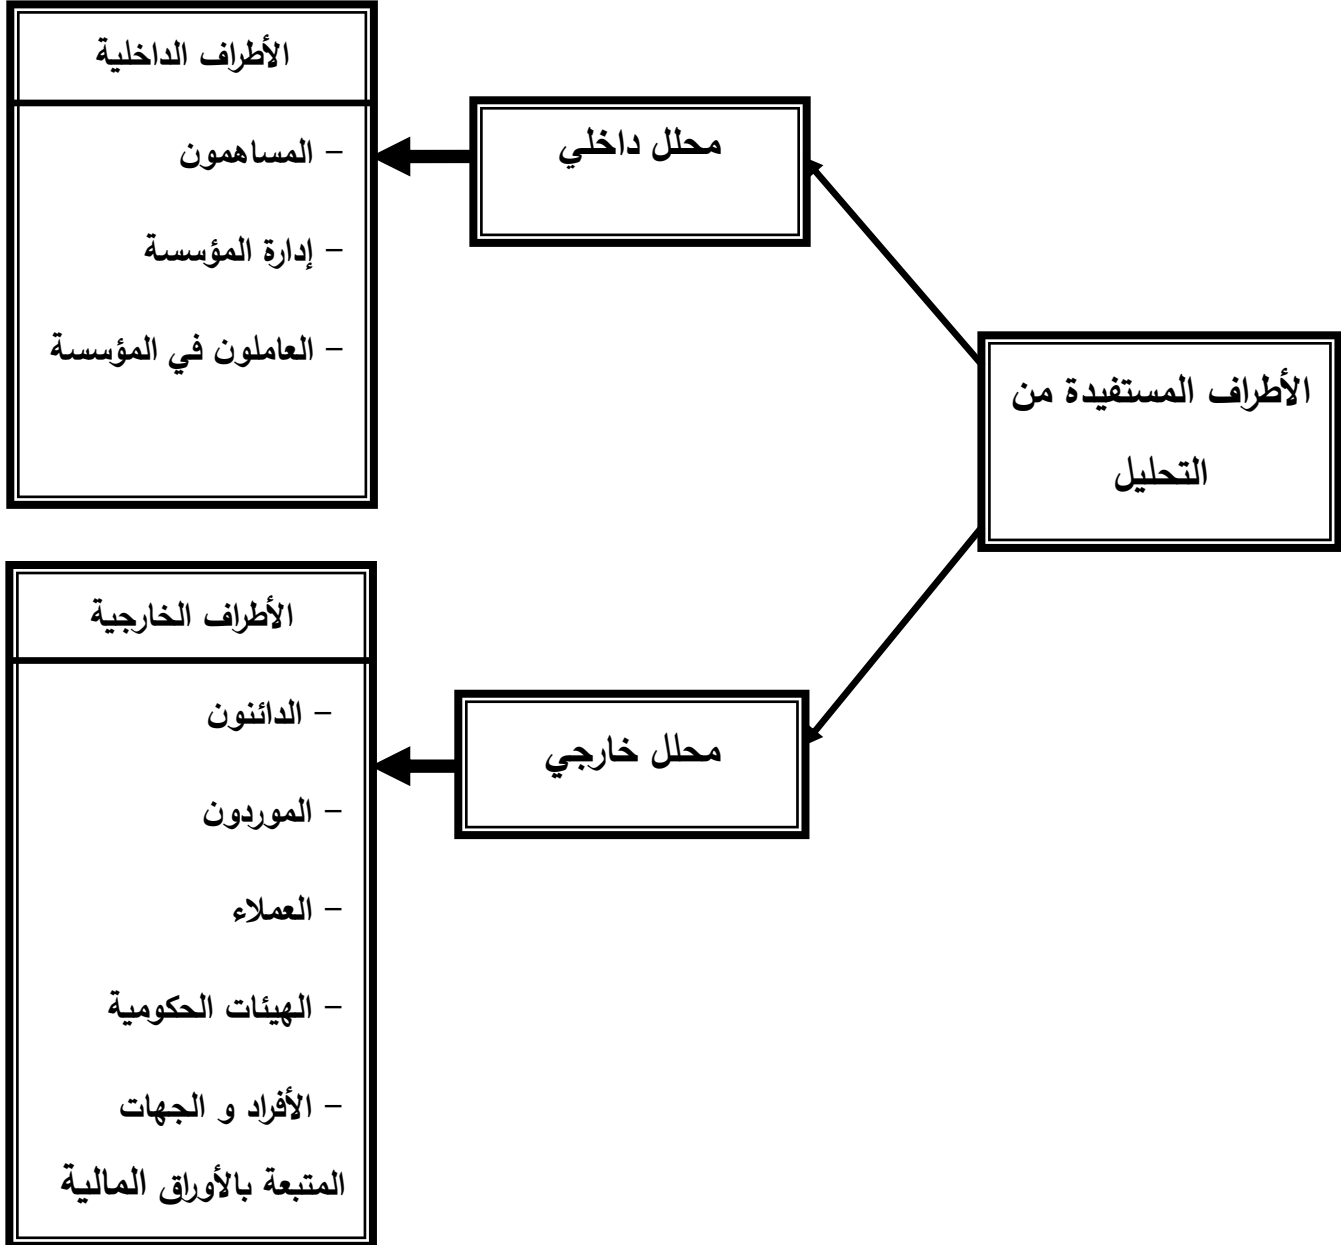 الأطراف المستفيدة من
التحليل
محلل داخلي
الأطراف الداخلية
- المساهمون
- إدارة المؤسسة
- العاملون في المؤسسة
محلل خارجي
الأطراف الخارجية
- الدائنون
- الموردون
- العملاء
- الهيئات الحكومية
- الأفراد و الجهات
المتبعة بالأوراق المالية